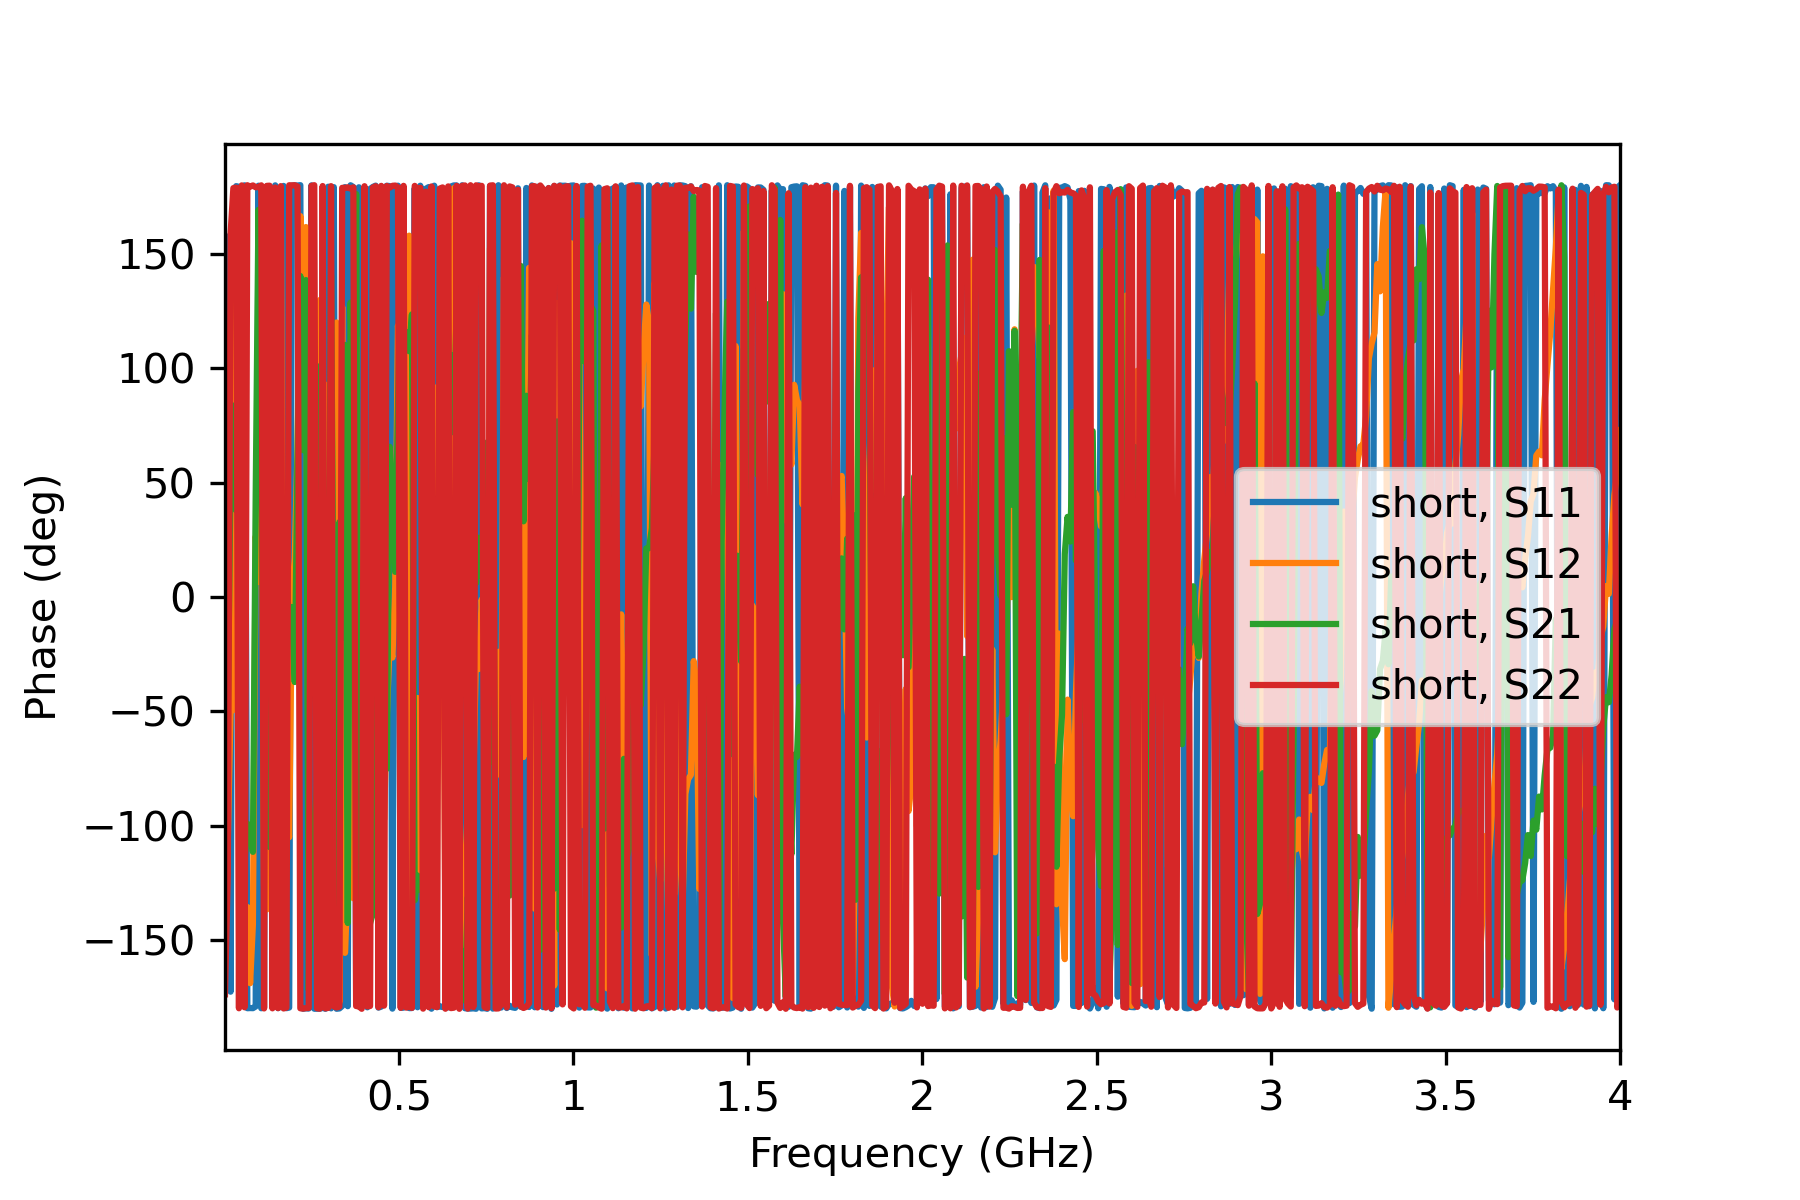 Phase (deg)
150
100
50
0
−50
−100
−150
short, S11
short, S12
short, S21
short, S22
0.5 1 1.5 2 2.5 3 3.5 4
Frequency (GHz)